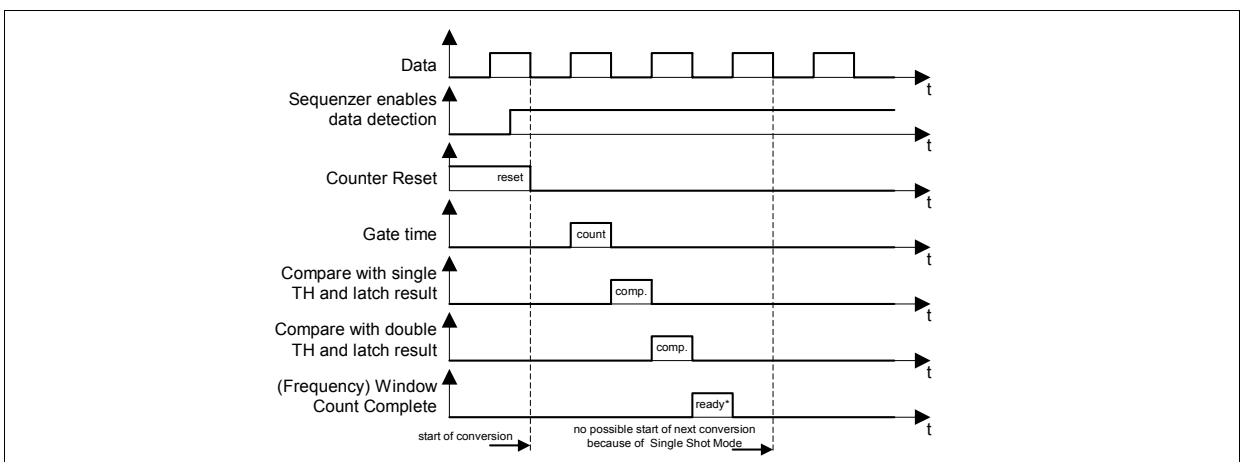 Data
t
Sequenzer enables
data detection
t
Counter Reset
reset
t
Gate time
count
t
Compare with single
TH and latch result
comp.
t
Compare with double
TH and latch result
comp.
t
(Frequency) Window
Count Complete
ready*
t
start of conversion
no possible start of next conversion
because of Single Shot Mode